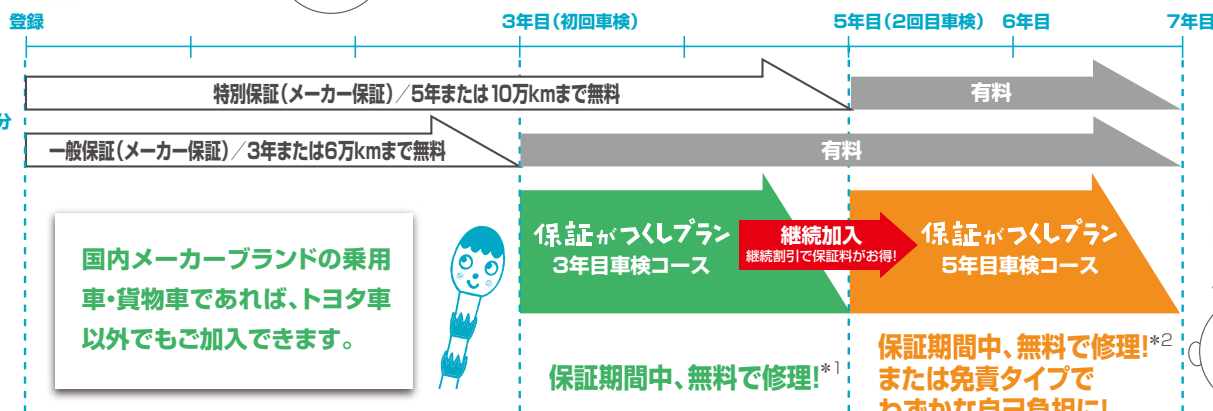 登録
3年目(初回車検)
5年目(2回目車検)
6年目
7年目
特別保証(メーカー保証)/5年または10万kmまで無料
有料
分
一般保証(メーカー保証)/3年または6万kmまで無料
有料
国内メーカーブランドの乗用
車・貨物車であれば、トヨタ車
以外でもご加入できます。
保証がつくしプラン
3年目車検コース
継続加入
継続割引で保証料がお得!
保証がつくしプラン
5年目車検コース
保証期間中、無料で修理!*1
保証期間中、無料で修理!*2
または免責タイプで
わずかな自己負担に!